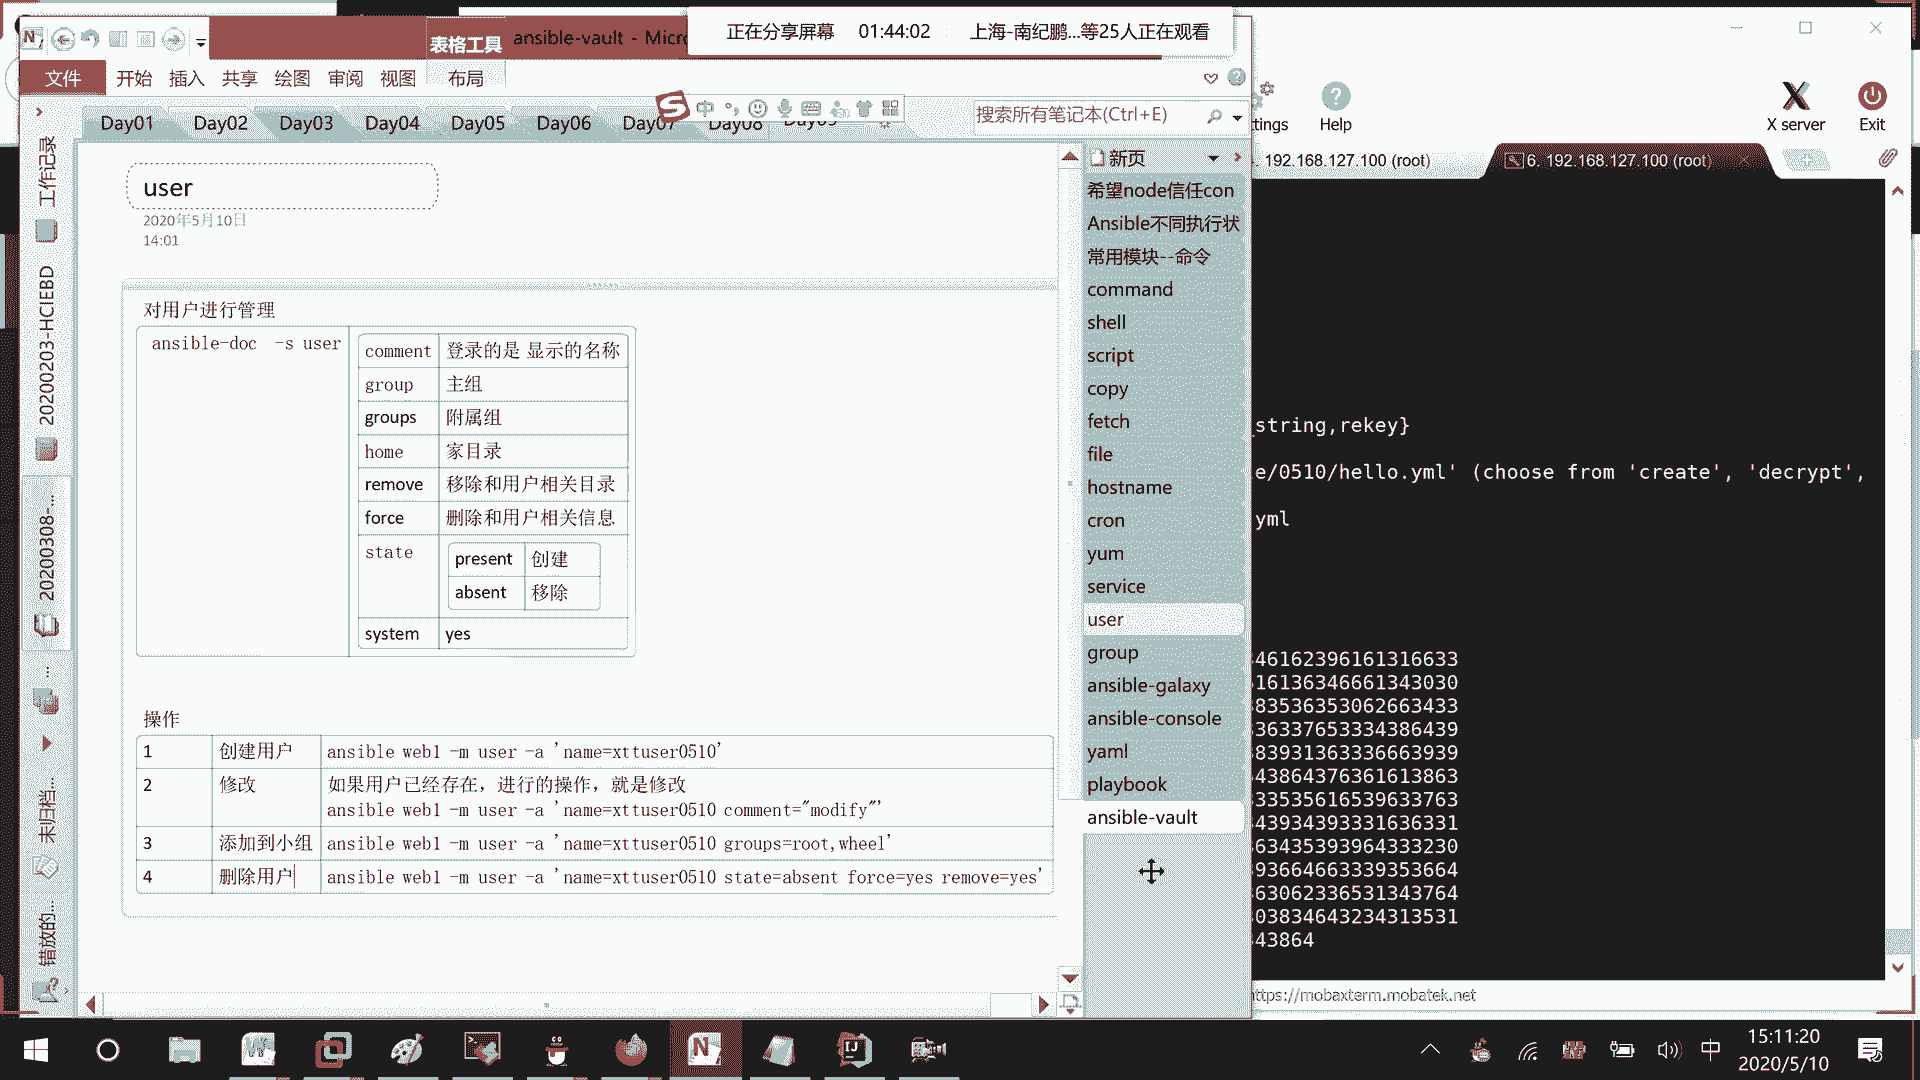 正在分享屏幕 01:44:02 上海-南纪鹏...等25人正在观看
表格工具 ansible-vault - Micr
文件 开始 插入 共享 绘图 审阅 视图 布局
Day01 Day02 Day03 Day04 Day05 Day06 Day07 Day08
中
搜索所有笔记本(Ctrl+E)
工作记录
20200203-HCIEBD
20200308-...
...
未归档...
错放的...
user
2020年5月10日
14:01
对用户进行管理
ansible-doc -s user
comment 登录的是 显示的名称
group 主组
groups 附属组
home 家目录
remove 移除和用户相关目录
force 删除和用户相关信息
state present 创建
absent 移除
system yes
操作
1 创建用户 ansible web1 -m user -a 'name=xttuser0510'
2 修改 如果用户已经存在，进行的操作，就是修改
ansible web1 -m user -a 'name=xttuser0510 comment="modify"'
3 添加到小组 ansible web1 -m user -a 'name=xttuser0510 groups=root,wheel'
4 删除用户 ansible web1 -m user -a 'name=xttuser0510 state=absent force=yes remove=yes'
新页
希望node信任con
Ansible不同执行状
常用模块--命令
command
shell
script
copy
fetch
file
hostname
cron
yum
service
user
group
ansible-galaxy
ansible-console
yaml
playbook
ansible-vault
tings Help X server Exit
192.168.127.100 (root) 6. 192.168.127.100 (root)
string,rekey}
e/0510/hello.yml' (choose from 'create', 'decrypt',
yml
46162396161316633
6136346661343030
83536353062663433
36337653334386439
8393136333666393­9
43864376361613863
33535616539633763
43934393331636331
63435393964333230
93664663339353664
63062336531343764
03834643234313531
43864
ttps://mobaxterm.mobatek.net
中
15:11:20
2020/5/10